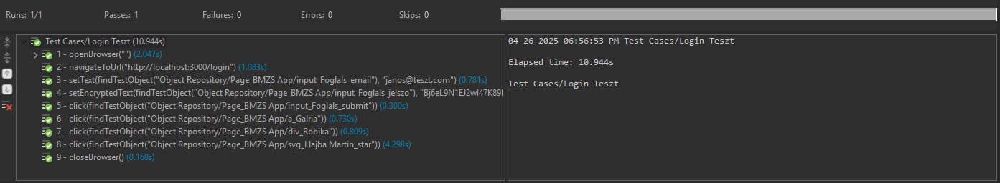 Runs: 1/1 Passes: 1 Failures: 0 Errors: 0 Skips: 0
Test Cases/Login Teszt (10.944s)
1 - openBrowser("") (2.047s)
2 - navigateToUrl("http://localhost:3000/login") (1.083s)
3 - setText(findTestObject("Object Repository/Page_BMZS App/input_Foglals_email"), "janos@teszt.com") (0.781s)
4 - setEncryptedText(findTestObject("Object Repository/Page_BMZS App/input_Foglals_jelszo"),
5 - click(findTestObject("Object Repository/Page_BMZS App/input_Foglals_submit")) (0.300s)
6 - click(findTestObject("Object Repository/Page_BMZS App/a_Galria")) (0.730s)
7 - click(findTestObject("Object Repository/Page_BMZS App/div_Robika")) (0.809s)
8 - click(findTestObject("Object Repository/Page_BMZS App/svg_Hajba Martin_star")) (4.298s)
9 - closeBrowser() (0.168s)
04-26-2025 06:56:53 PM Test Cases/Login Teszt
Elapsed time: 10.944s
Test Cases/Login Teszt